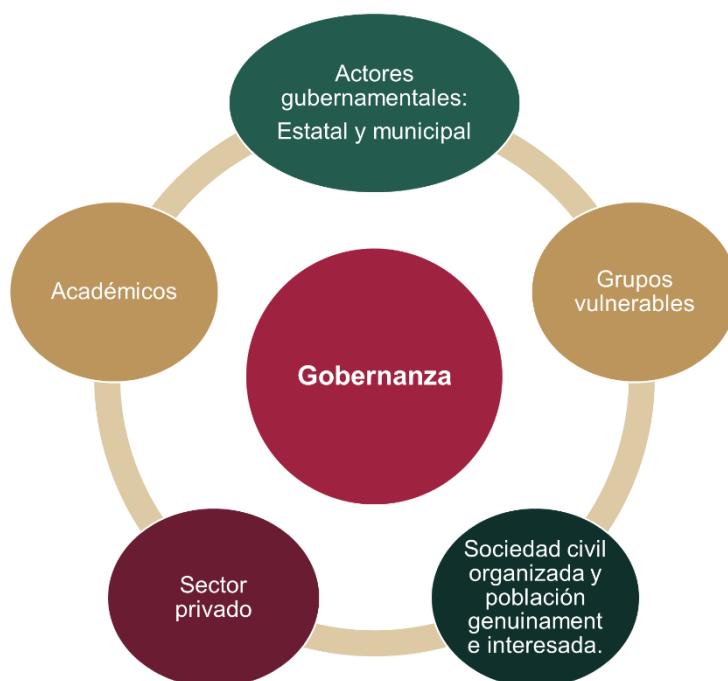 Actores
gubernamentales:
Estatal y municipal
Académicos
Grupos
vulnerables
Gobernanza
Sector
privado
Sociedad civil
organizada y
población
genuinament
e interesada.